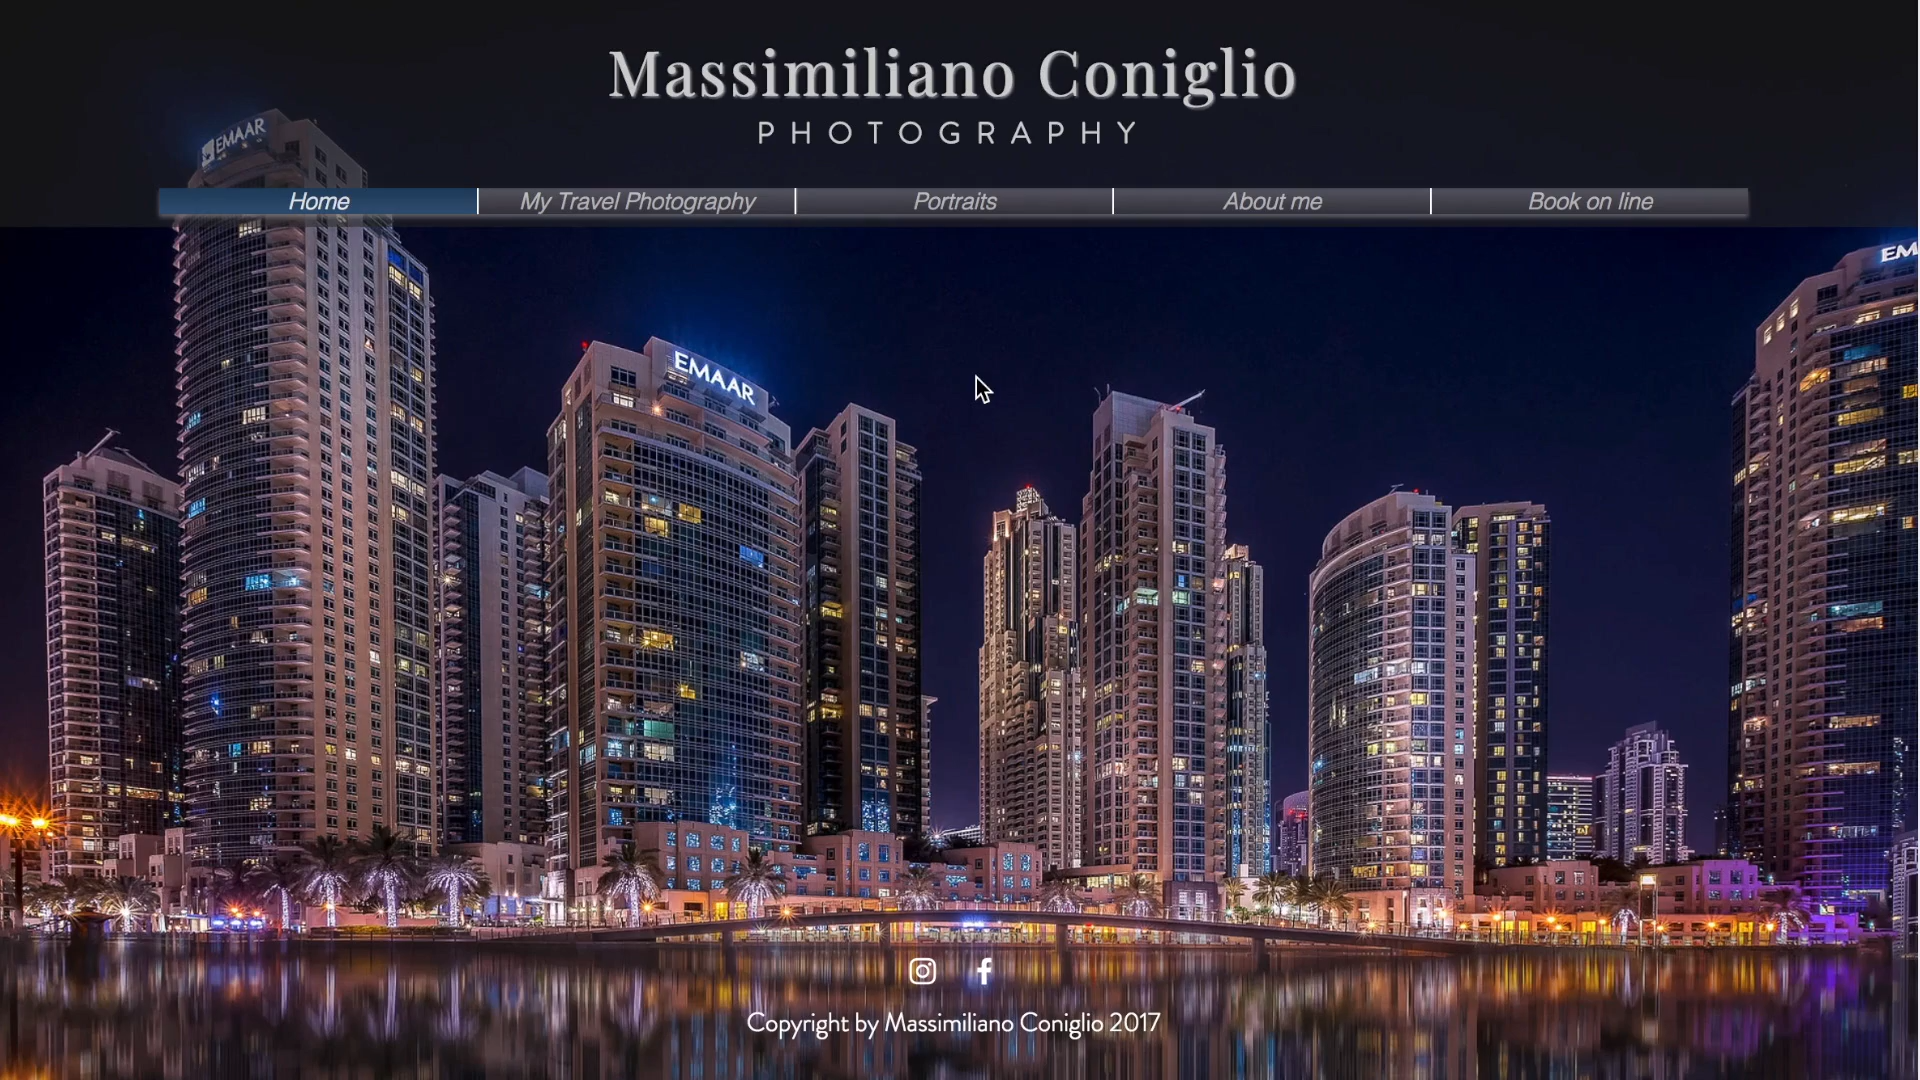 Massimiliano Coniglio
PHOTOGRAPHY
EMAAR
Home
My Travel Photography
Portraits
About me
Book on line
EM
EMAAR
Copyright by Massimiliano Coniglio 2017